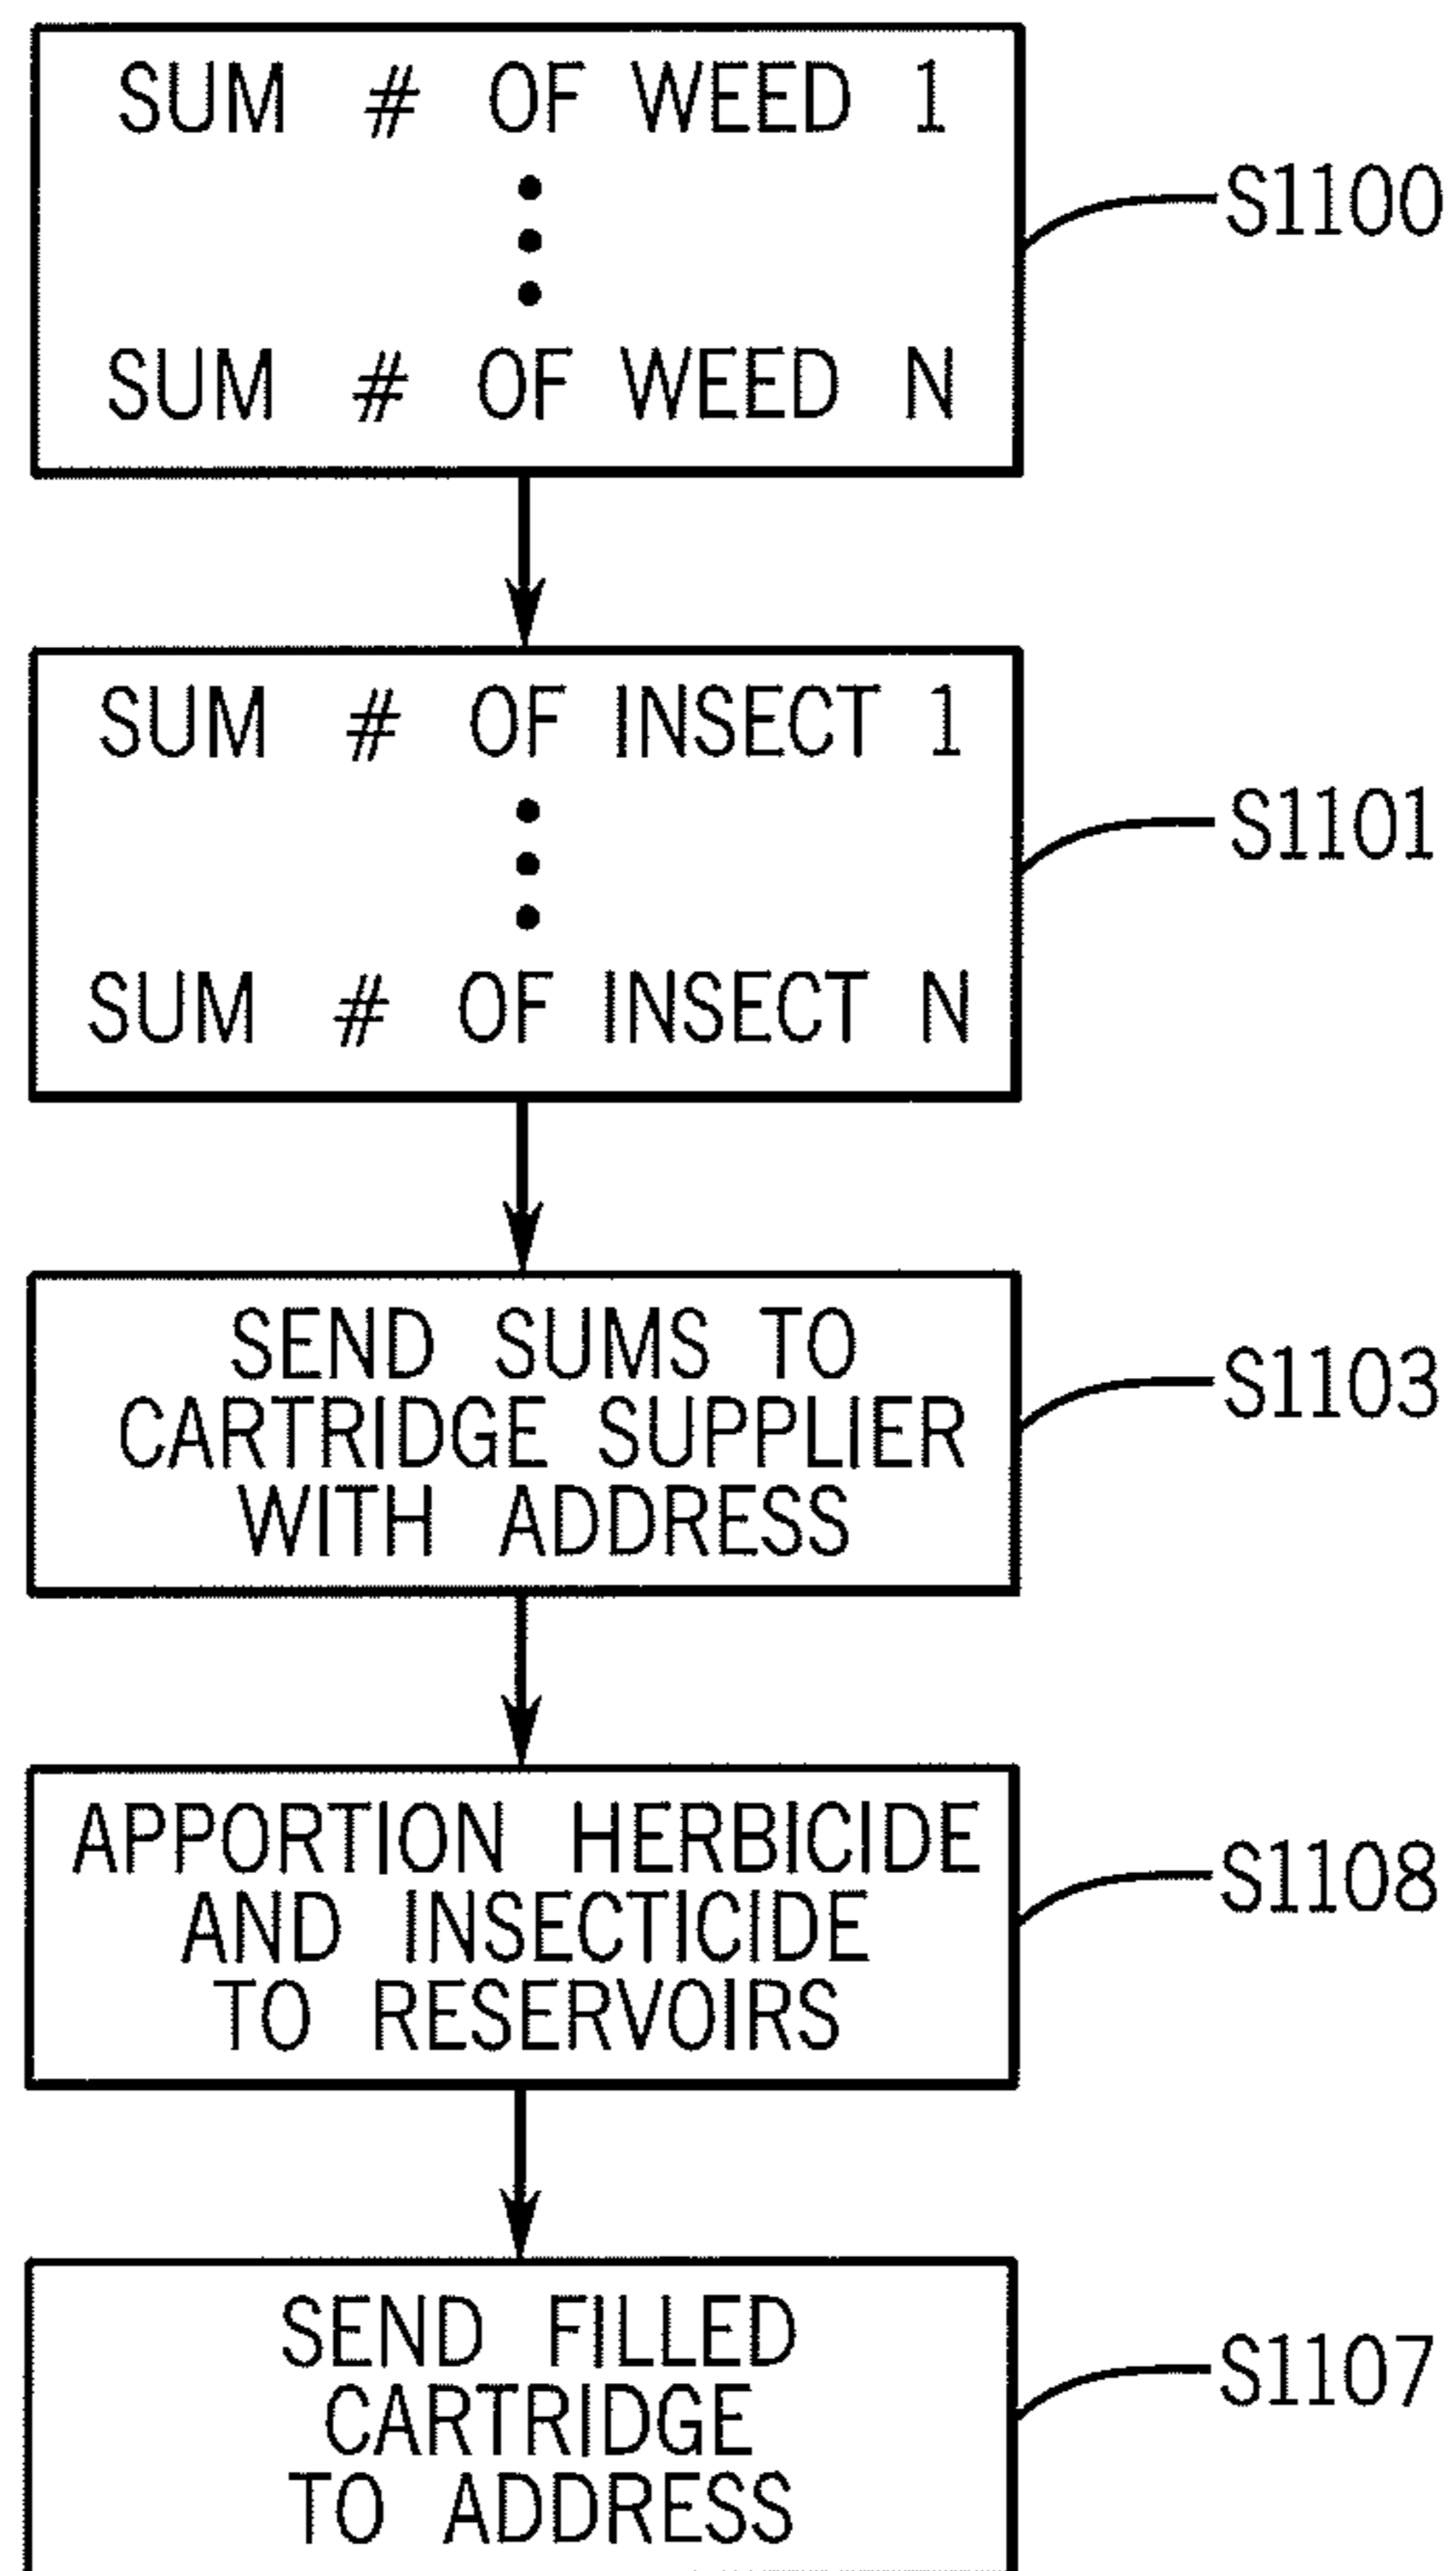 SUM # OF WEED 1
SUM # OF WEED N
S1100
SUM # OF INSECT 1
SUM # OF INSECT N
S1101
SEND SUMS TO
CARTRIDGE SUPPLIER
WITH ADDRESS
S1103
APPORTION HERBICIDE
AND INSECTICIDE
TO RESERVOIRS
S1108
SEND FILLED
CARTRIDGE
TO ADDRESS
S1107